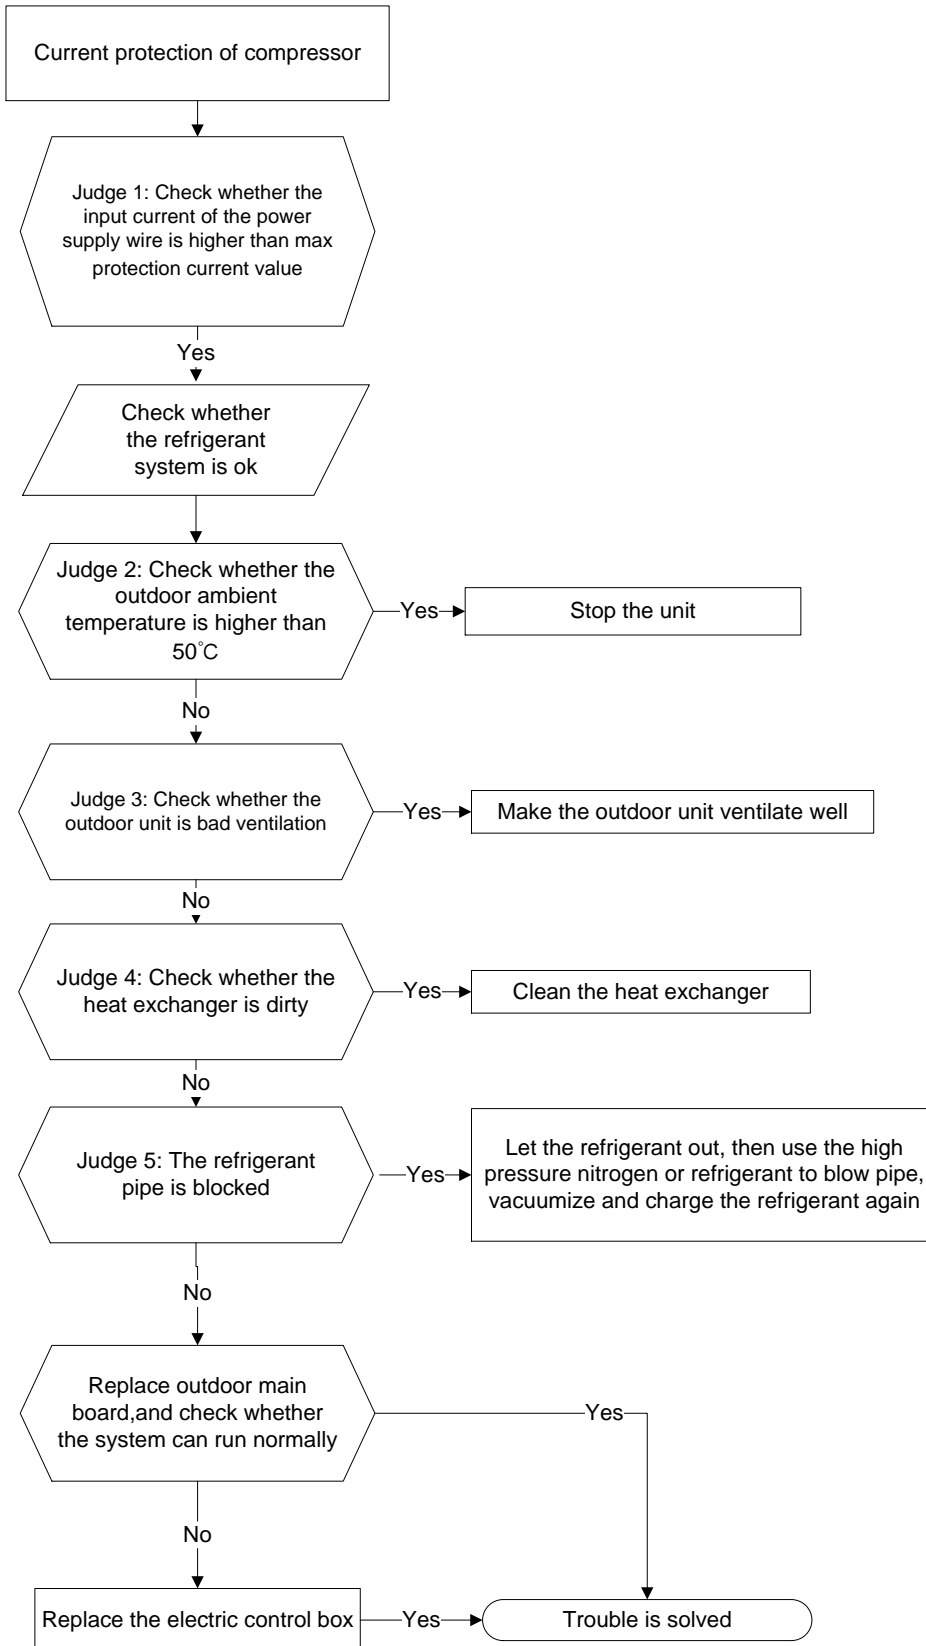 Current protection of compressor
Judge 1: Check whether the
input current of the power
supply wire is higher than max
protection current value
Yes
Check whether
the refrigerant
system is ok
Judge 2: Check whether the
outdoor ambient
temperature is higher than
50°C
Yes
Stop the unit
No
Judge 3: Check whether the
outdoor unit is bad ventilation
Yes
Make the outdoor unit ventilate well
No
Judge 4: Check whether the
heat exchanger is dirty
Yes
Clean the heat exchanger
No
Judge 5: The refrigerant
pipe is blocked
Yes
Let the refrigerant out, then use the high
pressure nitrogen or refrigerant to blow pipe,
vacuumize and charge the refrigerant again
No
Replace outdoor main
board,and check whether
the system can run normally
Yes
No
Replace the electric control box
Yes
Trouble is solved